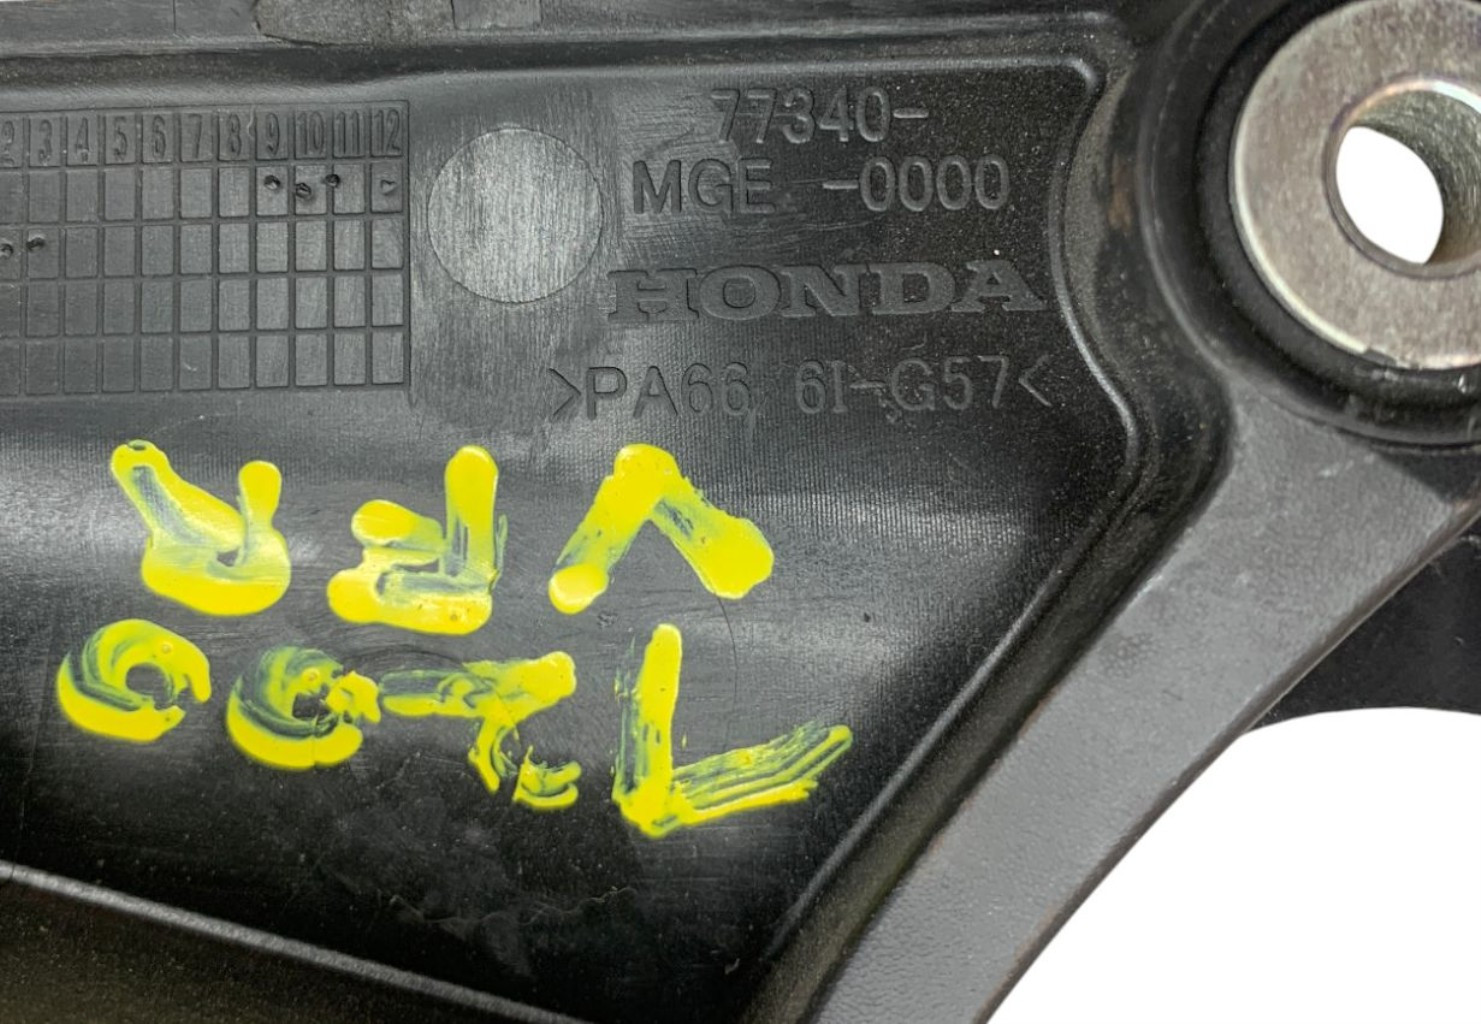 2 3 4 5 6 7 8 9 10 11 12
77340-
MGE -0000
HONDA
>PA66 6I-G57<
1200
VFR